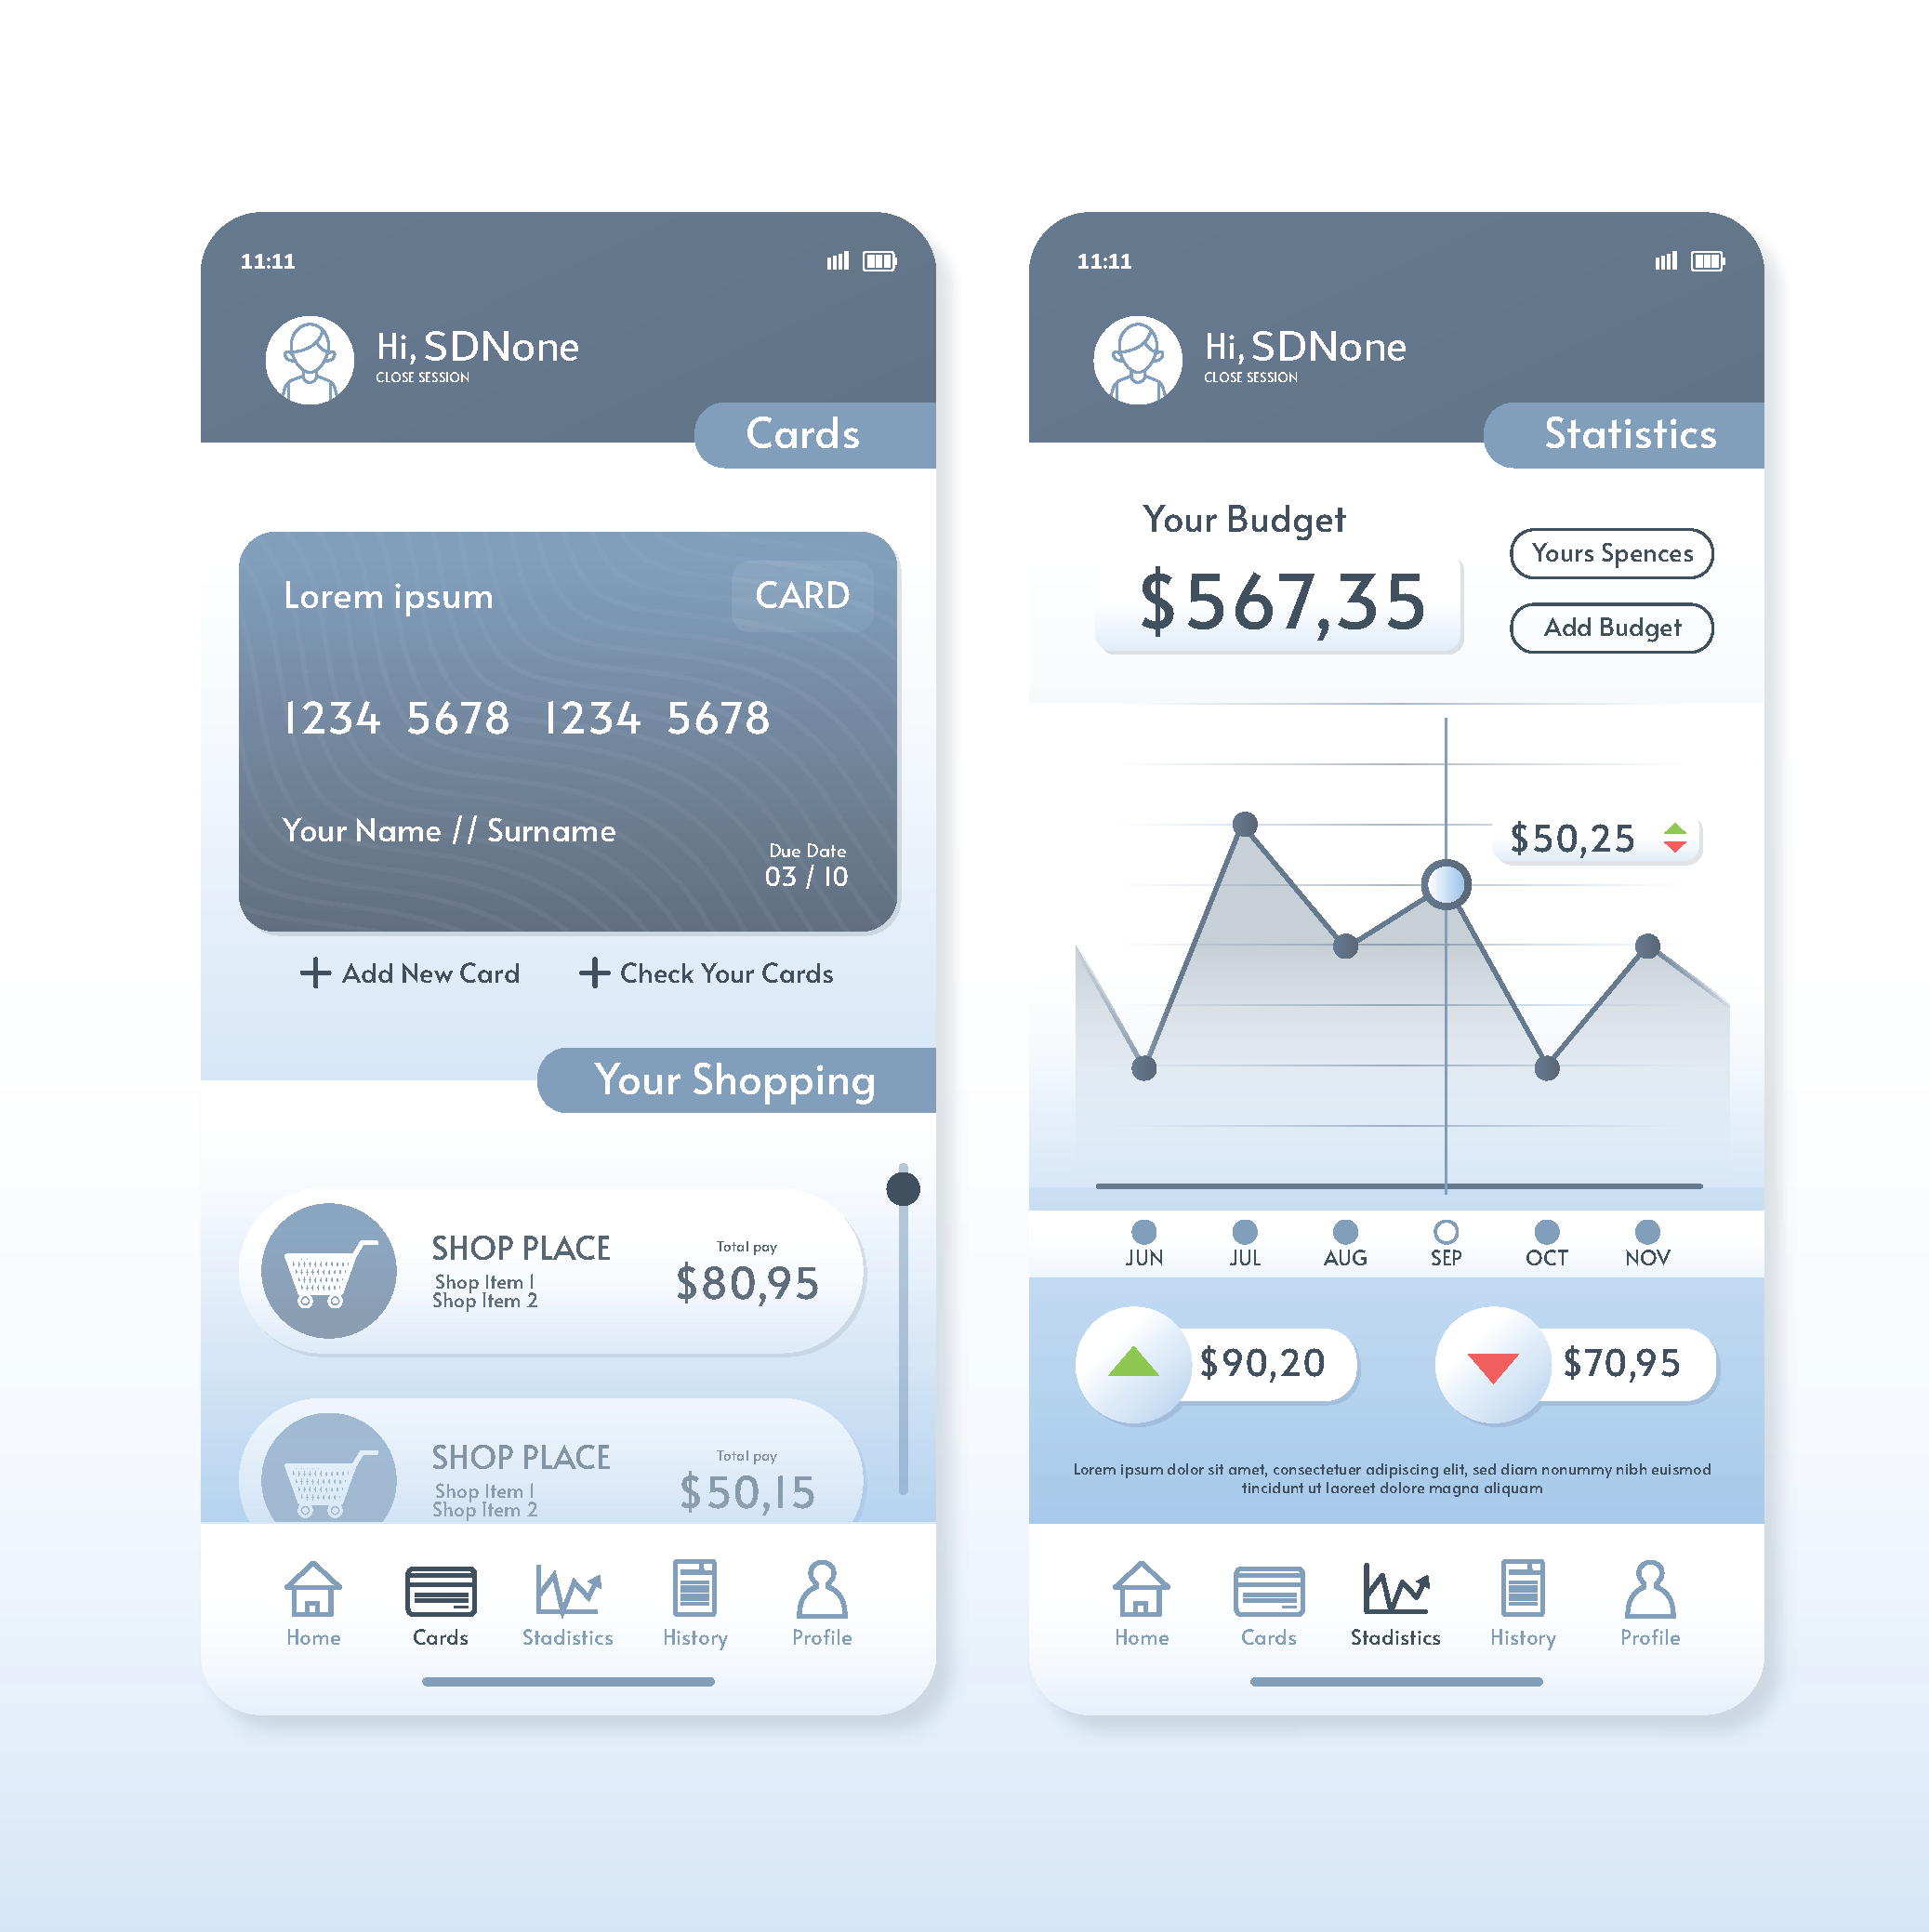 11:11
Hi, SDNone
CLOSE SESSION
Cards
Lorem ipsum
CARD
1234 5678 1234 5678
Your Name // Surname
Due Date
03 / 10
+ Add New Card
+ Check Your Cards
Your Shopping
SHOP PLACE
Shop Item 1
Shop Item 2
Total pay
$80,95
SHOP PLACE
Shop Item 1
Shop Item 2
Total pay
$50,15
Home
Cards
Stadistics
History
Profile
11:11
Hi, SDNone
CLOSE SESSION
Statistics
Your Budget
$567,35
Yours Spences
Add Budget
$50,25
JUN
JUL
AUG
SEP
OCT
NOV
$90,20
$70,95
Lorem ipsum dolor sit amet, consectetuer adipiscing elit, sed diam nonummy nibh euismod
tincidunt ut laoreet dolore magna aliquam
Home
Cards
Stadistics
History
Profile